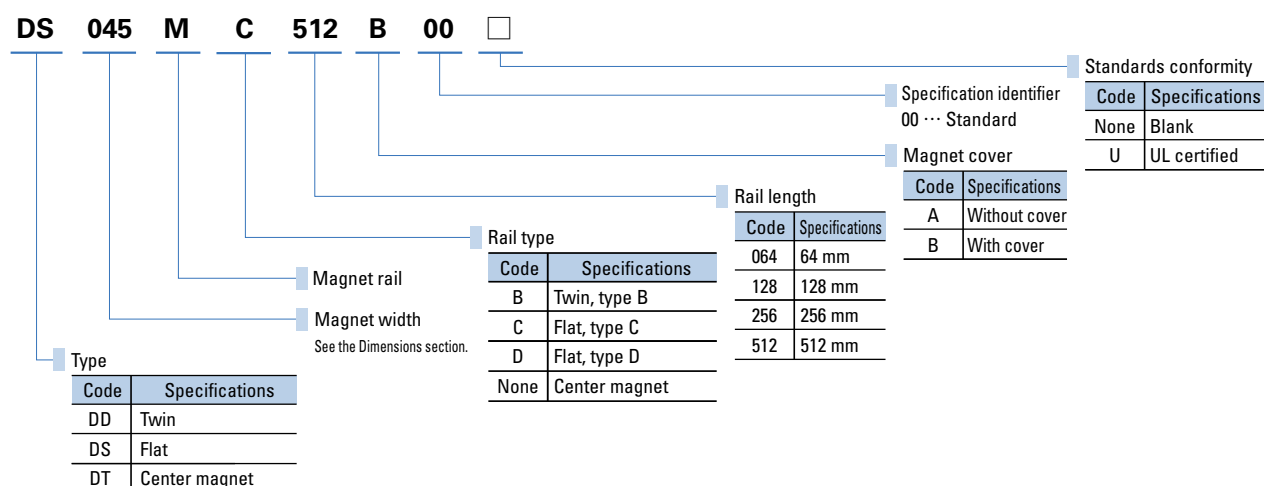 DS 045 M C 512 B 00 □
Standards conformity
Code Specifications
None Blank
U UL certified
Specification identifier
00 ··· Standard
Magnet cover
Code Specifications
A Without cover
B With cover
Rail length
Code Specifications
064 64 mm
128 128 mm
256 256 mm
512 512 mm
Rail type
Code Specifications
B Twin, type B
C Flat, type C
D Flat, type D
None Center magnet
Magnet rail
Magnet width
See the Dimensions section.
Type
Code Specifications
DD Twin
DS Flat
DT Center magnet